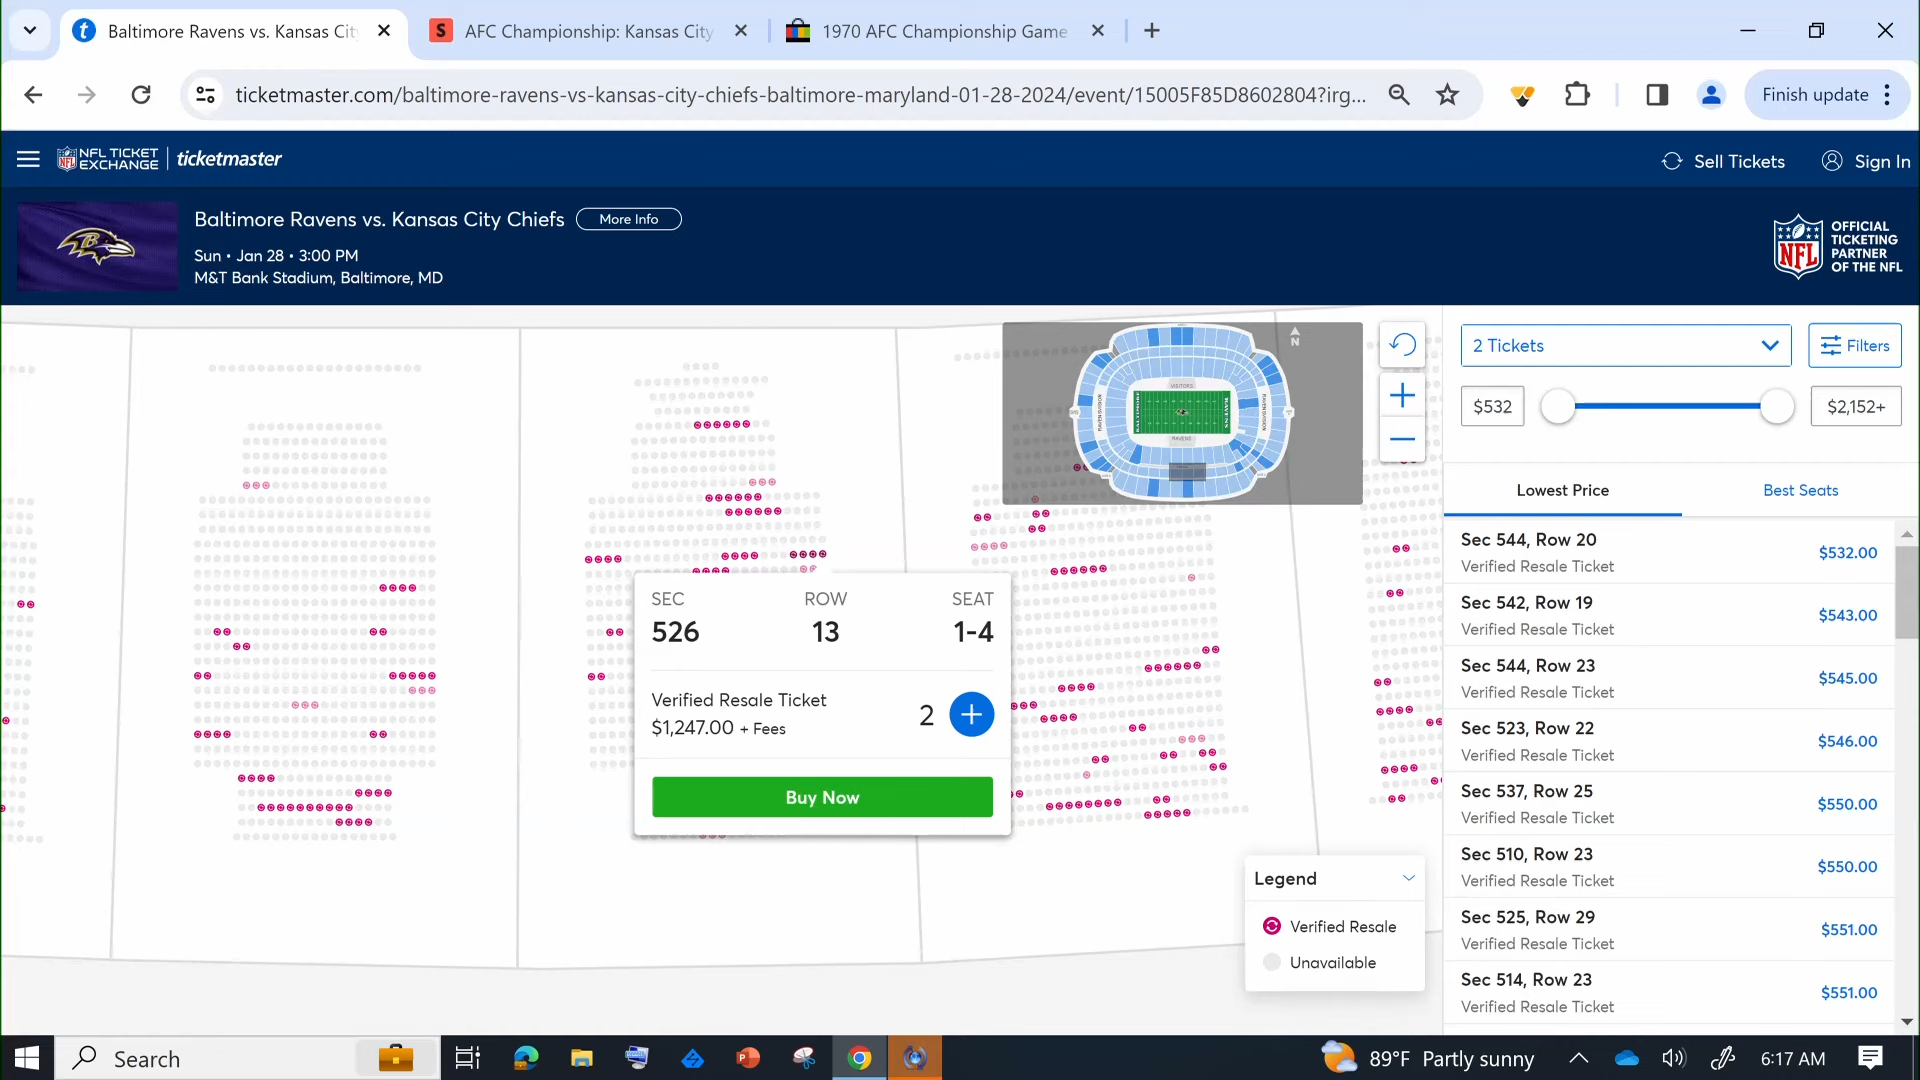 Baltimore Ravens vs. Kansas Cit
AFC Championship: Kansas City
1970 AFC Championship Game
ticketmaster.com/baltimore-ravens-vs-kansas-city-chiefs-baltimore-maryland-01-28-2024/event/15005F85D8602804?irg...
Finish update
NFL TICKET
EXCHANGE
ticketmaster
Sell Tickets
Sign In
Baltimore Ravens vs. Kansas City Chiefs
More Info
Sun • Jan 28 • 3:00 PM
M&T Bank Stadium, Baltimore, MD
NFL
OFFICIAL
TICKETING
PARTNER
OF THE NFL
N
VISITORS
RAVENS
2 Tickets
Filters
$532
$2,152+
Lowest Price
Best Seats
Sec 544, Row 20
Verified Resale Ticket
$532.00
Sec 542, Row 19
Verified Resale Ticket
$543.00
Sec 544, Row 23
Verified Resale Ticket
$545.00
Sec 523, Row 22
Verified Resale Ticket
$546.00
Sec 537, Row 25
Verified Resale Ticket
$550.00
Sec 510, Row 23
Verified Resale Ticket
$550.00
Sec 525, Row 29
Verified Resale Ticket
$551.00
Sec 514, Row 23
Verified Resale Ticket
$551.00
SEC
ROW
SEAT
526
13
1-4
Verified Resale Ticket
$1,247.00 + Fees
2
Buy Now
Legend
Verified Resale
Unavailable
Search
89°F Partly sunny
6:17 AM